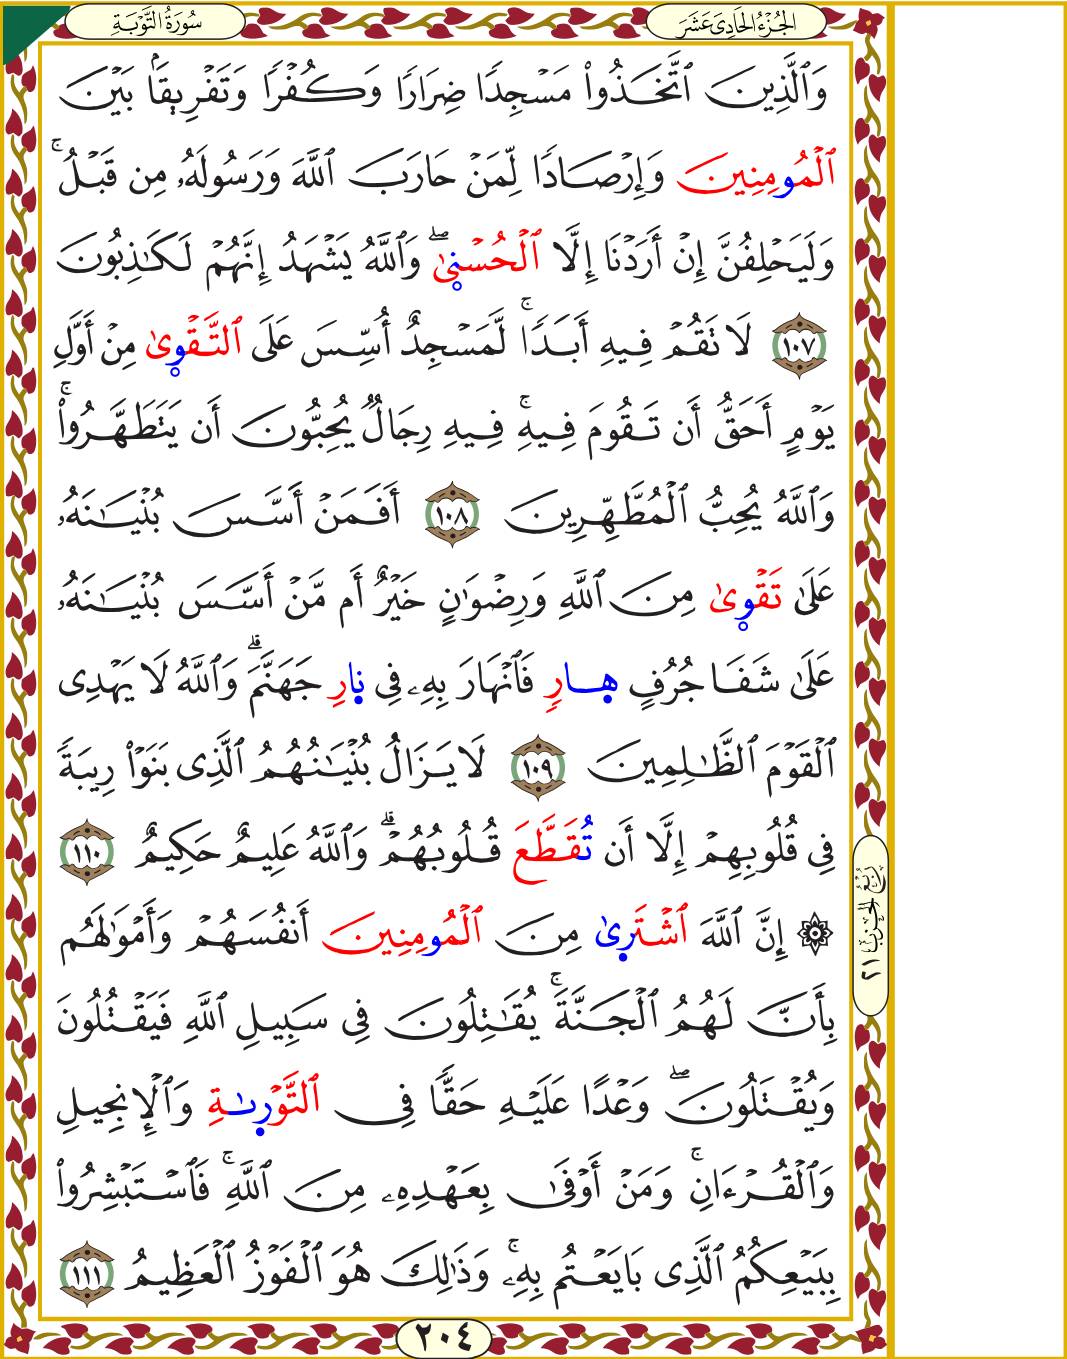 الجُزْءُ الحَادِيَ عَشَرَ
سُورَةُ التَّوۡبَةِ
وَٱلَّذِينَ ٱتَّخَذُواْ مَسۡجِدٗا ضِرَارٗا وَكُفۡرٗا وَتَفۡرِيقَۢا بَيۡنَ
ٱلۡمُومِنِينَ وَإِرۡصَادٗا لِّمَنۡ حَارَبَ ٱللَّهَ وَرَسُولَهُۥ مِن قَبۡلُۚ
وَلَيَحۡلِفُنَّ إِنۡ أَرَدۡنَا إِلَّا ٱلۡحُسۡنۭىٰۖ وَٱللَّهُ يَشۡهَدُ إِنَّهُمۡ لَكَٰذِبُونَ
١٠٧ لَا تَقُمۡ فِيهِ أَبَدٗاۚ لَّمَسۡجِدٌ أُسِّسَ عَلَى ٱلتَّقۡوۭىٰ مِنۡ أَوَّلِ
يَوۡمٍ أَحَقُّ أَن تَقُومَ فِيهِۚ فِيهِ رِجَالٞ يُحِبُّونَ أَن يَتَطَهَّرُواْۚ
وَٱللَّهُ يُحِبُّ ٱلۡمُطَّهِّرِينَ ١٠٨ أَفَمَنۡ أَسَّسَ بُنۡيَٰنَهُۥ
عَلَىٰ تَقۡوۭىٰ مِنَ ٱللَّهِ وَرِضۡوَٰنٍ خَيۡرٌ أَم مَّنۡ أَسَّسَ بُنۡيَٰنَهُۥ
عَلَىٰ شَفَا جُرُفٍ هِارٖ فَٱنۡهَارَ بِهِۦ فِي نِارِ جَهَنَّمَۗ وَٱللَّهُ لَا يَهۡدِي
ٱلۡقَوۡمَ ٱلظَّٰلِمِينَ ١٠٩ لَا يَزَالُ بُنۡيَٰنُهُمُ ٱلَّذِي بَنَوۡاْ رِيبَةٗ
فِي قُلُوبِهِمۡ إِلَّا أَن تُقَطَّعَ قُلُوبُهُمۡۗ وَٱللَّهُ عَلِيمٌ حَكِيمٌ ١١٠
۞ إِنَّ ٱللَّهَ ٱشۡتَرِىٰ مِنَ ٱلۡمُومِنِينَ أَنفُسَهُمۡ وَأَمۡوَٰلَهُم
بِأَنَّ لَهُمُ ٱلۡجَنَّةَۚ يُقَٰتِلُونَ فِي سَبِيلِ ٱللَّهِ فَيَقۡتُلُونَ
وَيُقۡتَلُونَۖ وَعۡدًا عَلَيۡهِ حَقّٗا فِي ٱلتَّوۡرِىٰةِ وَٱلۡإِنجِيلِ
وَٱلۡقُرۡءَانِۚ وَمَنۡ أَوۡفَىٰ بِعَهۡدِهِۦ مِنَ ٱللَّهِۚ فَٱسۡتَبۡشِرُواْ
بِبَيۡعِكُمُ ٱلَّذِي بَايَعۡتُم بِهِۦۚ وَذَٰلِكَ هُوَ ٱلۡفَوۡزُ ٱلۡعَظِيمُ ١١١
رُبۡعُ الحِزۡبِ ٢١
٢٠٤